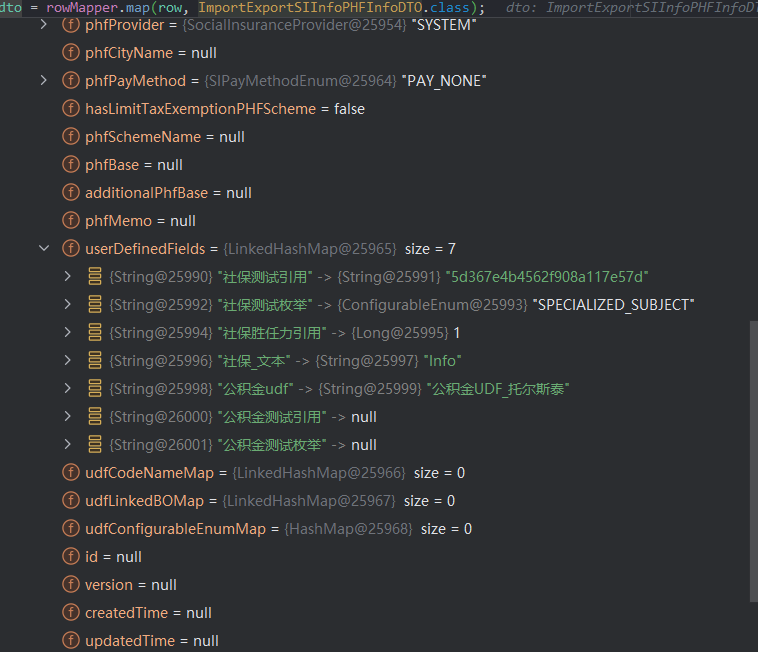 dto = rowMapper.map(row, ImportExportSIInfoPHFInfoDTO.class);   dto: ImportExportSIInfoPHFInfoDT
phfProvider = {SocialInsuranceProvider@25954} "SYSTEM"
phfCityName = null
phfPayMethod = {SIPayMethodEnum@25964} "PAY_NONE"
hasLimitTaxExemptionPHFScheme = false
phfSchemeName = null
phfBase = null
additionalPhfBase = null
phfMemo = null
userDefinedFields = {LinkedHashMap@25965}  size = 7
{String@25990} "社保测试引用" -> {String@25991} "5d367e4b4562f908a117e57d"
{String@25992} "社保测试枚举" -> {ConfigurableEnum@25993} "SPECIALIZED_SUBJECT"
{String@25994} "社保胜任力引用" -> {Long@25995} 1
{String@25996} "社保_文本" -> {String@25997} "Info"
{String@25998} "公积金udf" -> {String@25999} "公积金UDF_托尔斯泰"
{String@26000} "公积金测试引用" -> null
{String@26001} "公积金测试枚举" -> null
udfCodeNameMap = {LinkedHashMap@25966}  size = 0
udfLinkedBOMap = {LinkedHashMap@25967}  size = 0
udfConfigurableEnumMap = {HashMap@25968}  size = 0
id = null
version = null
createdTime = null
updatedTime = null